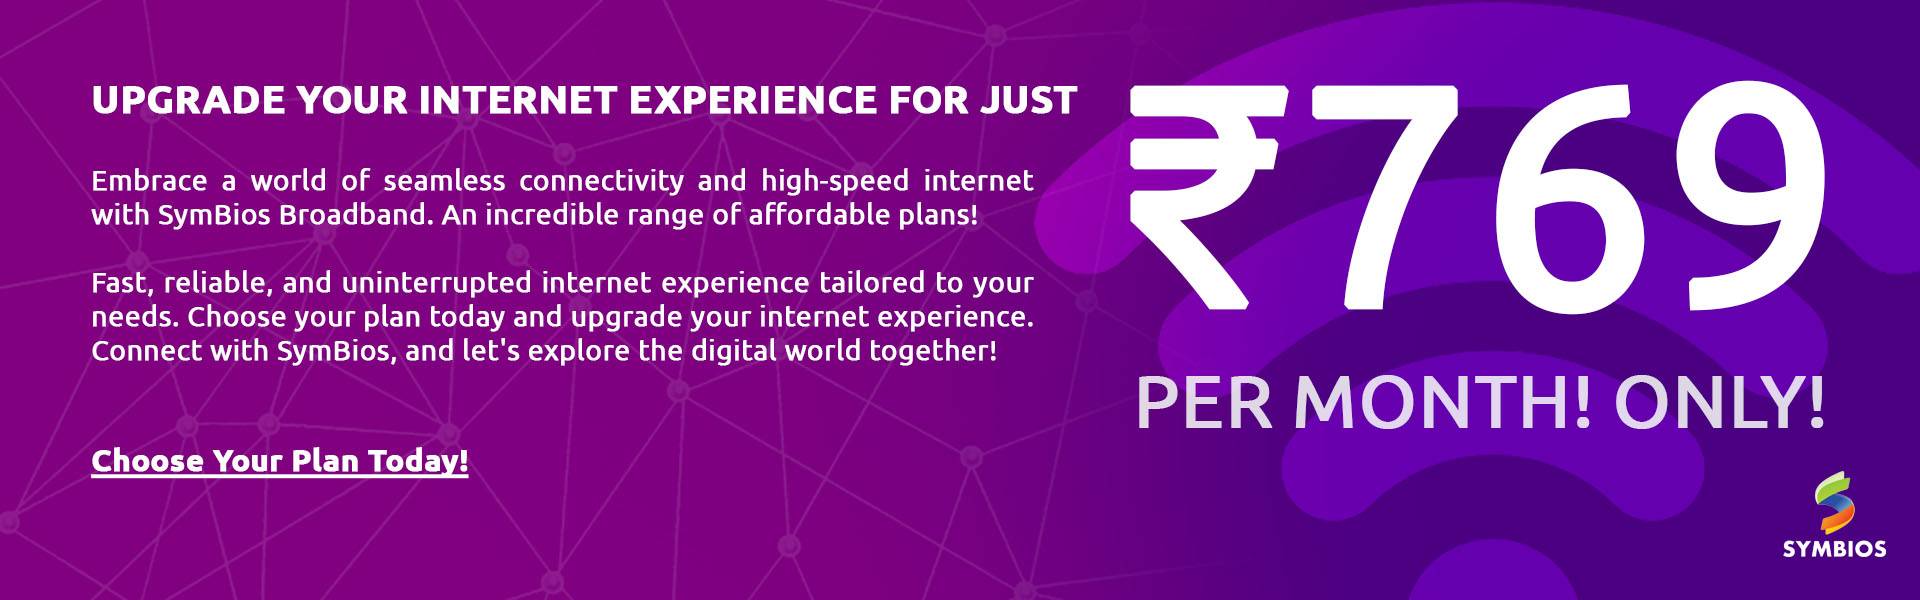 UPGRADE YOUR INTERNET EXPERIENCE FOR JUST
₹769
PER MONTH! ONLY!
Embrace a world of seamless connectivity and high-speed internet
with SymBios Broadband. An incredible range of affordable plans!
Fast, reliable, and uninterrupted internet experience tailored to your
needs. Choose your plan today and upgrade your internet experience.
Connect with SymBios, and let's explore the digital world together!
Choose Your Plan Today!
SYMBIOS